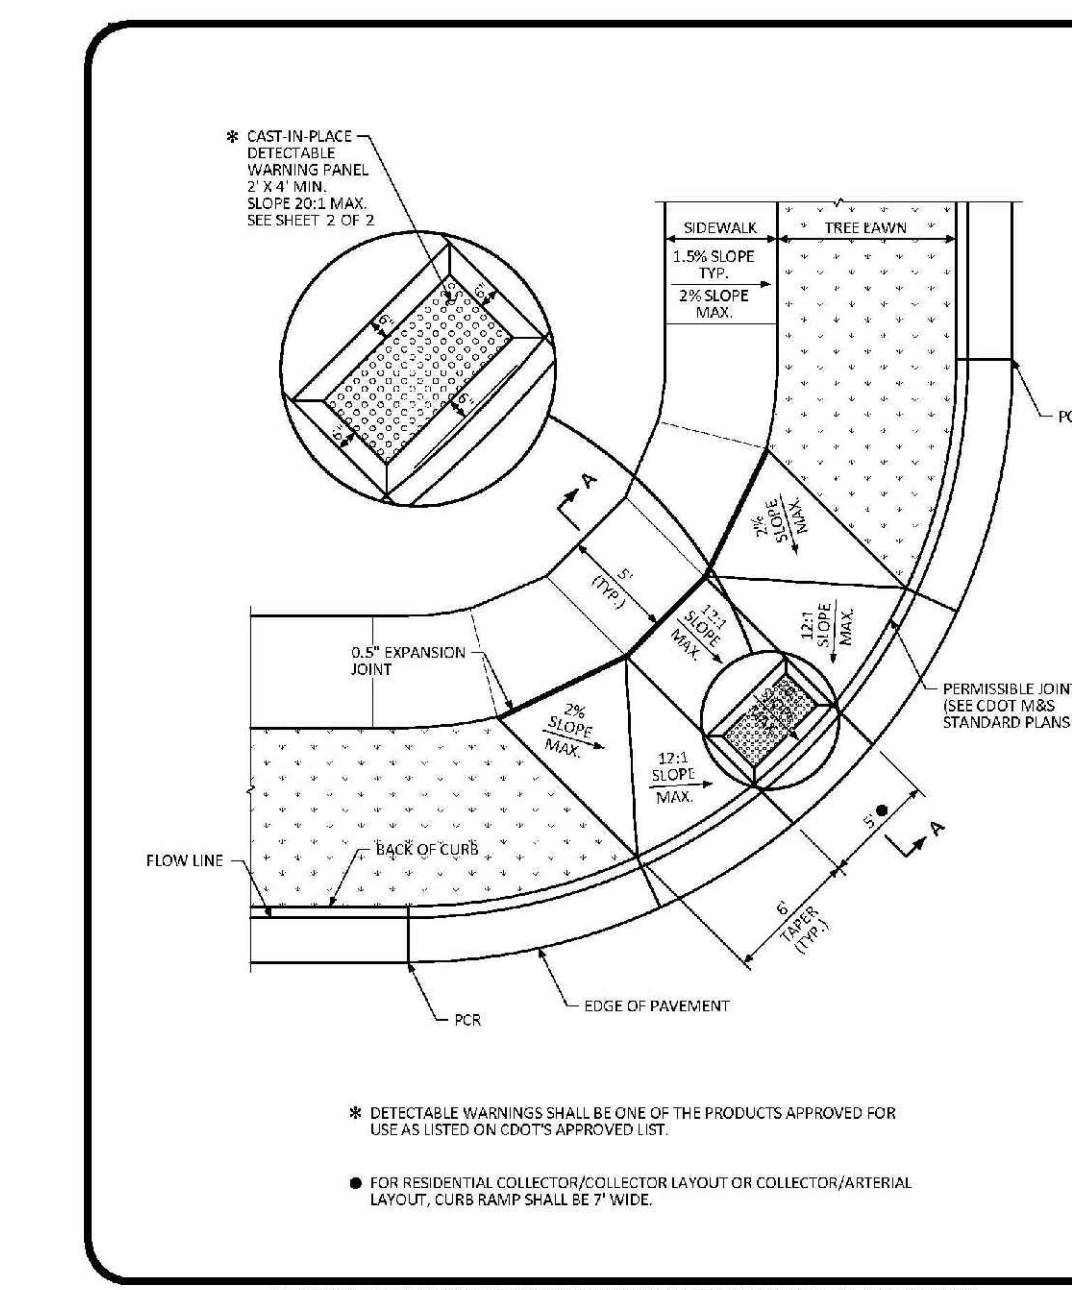 * CAST-IN-PLACE
DETECTABLE
WARNING PANEL
2' X 4' MIN.
SLOPE 20:1 MAX.
SEE SHEET 2 OF 2
6"
6"
6"
6"
SIDEWALK
TREE LAWN
1.5% SLOPE
TYP.
2% SLOPE
MAX.
A
5'
(TYP.)
2%
SLOPE
MAX.
12:1
SLOPE
MAX.
12:1
SLOPE
MAX.
0.5" EXPANSION
JOINT
2%
SLOPE
MAX.
12:1
SLOPE
MAX.
PERMISSIBLE JOINT
(SEE CDOT M&S
STANDARD PLANS
5' ●
A
6'
TAPER
(TYP.)
FLOW LINE
BACK OF CURB
EDGE OF PAVEMENT
PCR
* DETECTABLE WARNINGS SHALL BE ONE OF THE PRODUCTS APPROVED FOR
USE AS LISTED ON CDOT'S APPROVED LIST.
● FOR RESIDENTIAL COLLECTOR/COLLECTOR LAYOUT OR COLLECTOR/ARTERIAL
LAYOUT, CURB RAMP SHALL BE 7' WIDE.